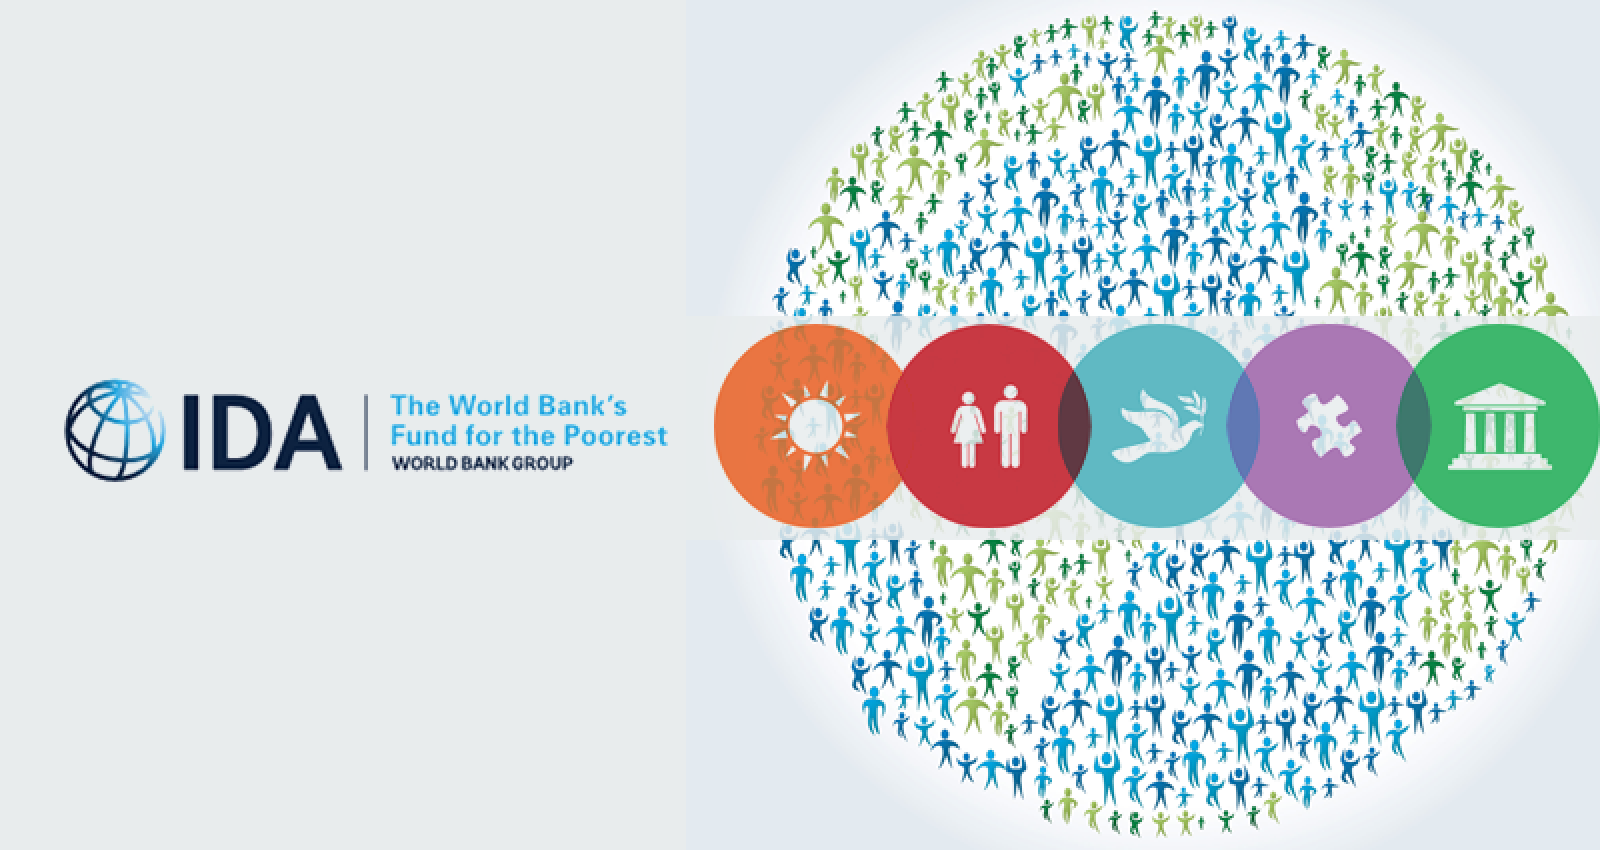 IDA
The World Bank's
Fund for the Poorest
WORLD BANK GROUP